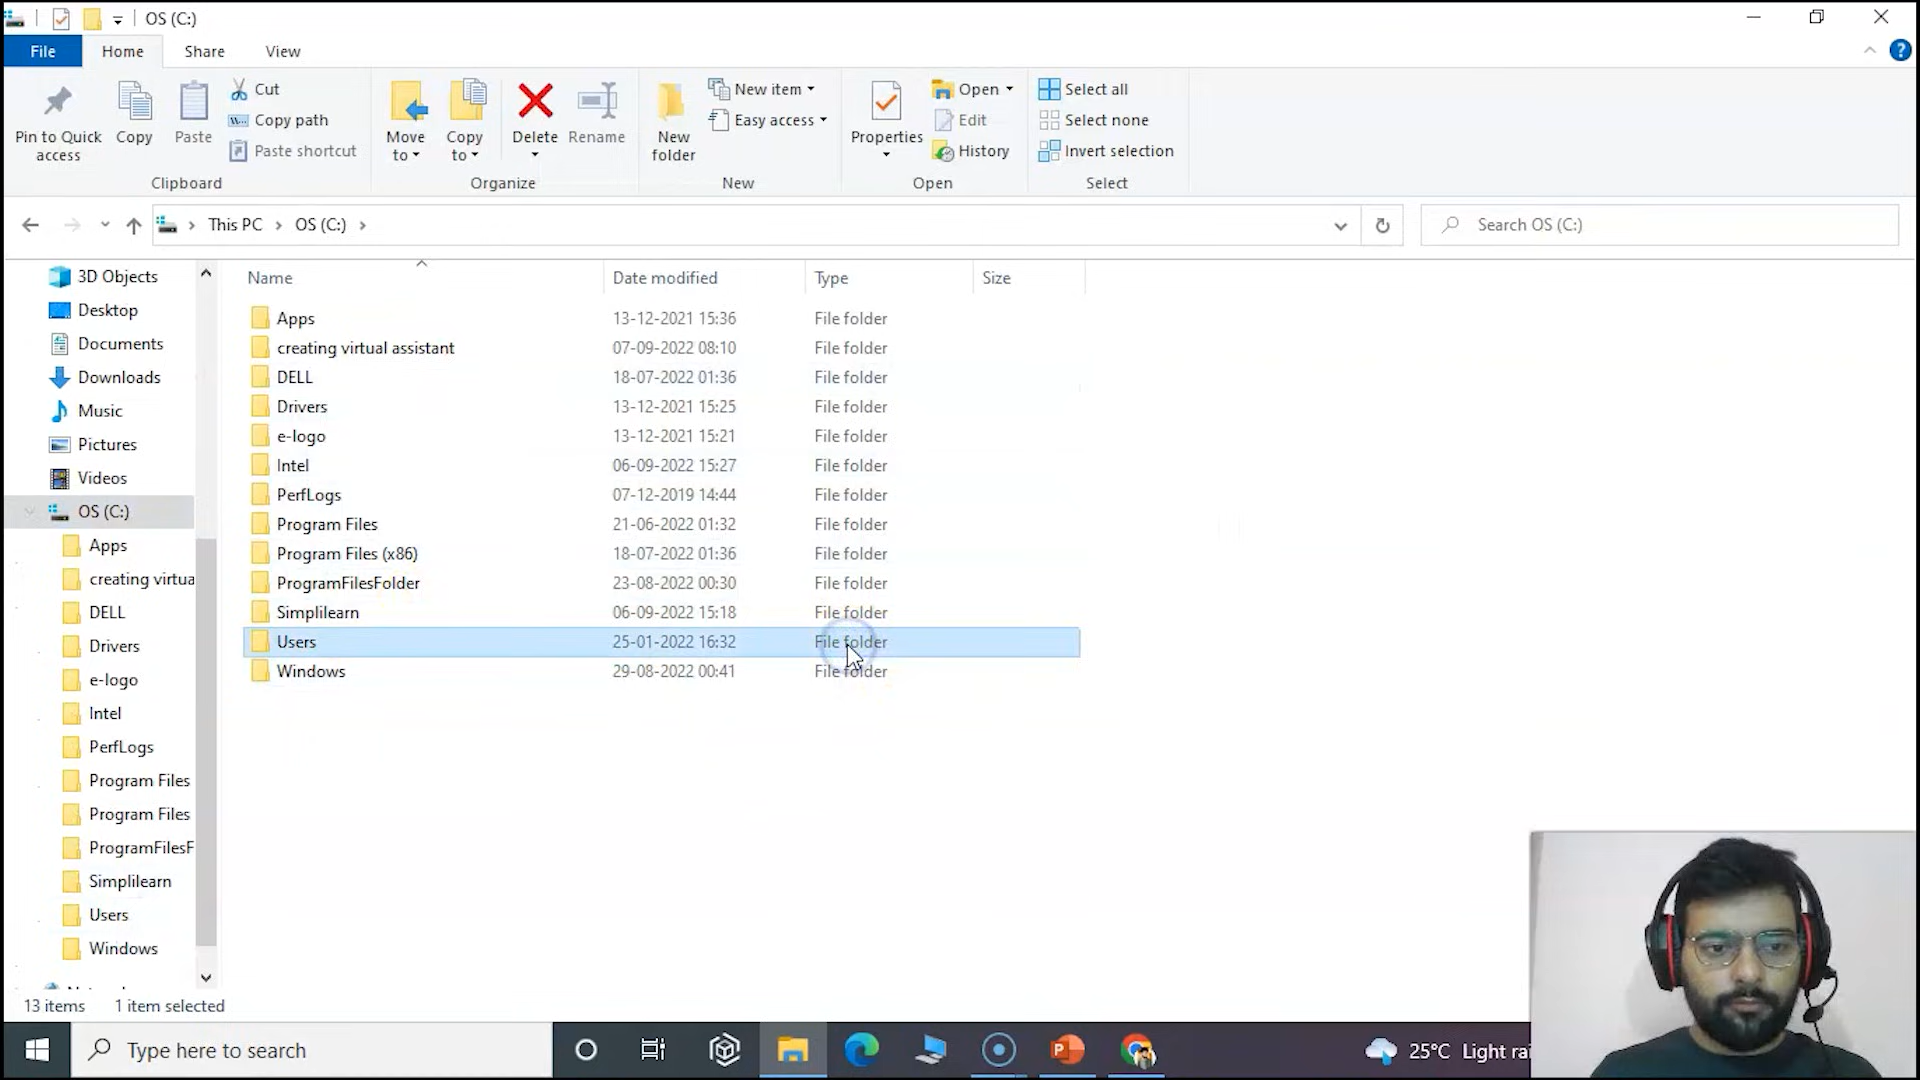 OS (C:)
File Home Share View
Pin to Quick access
Copy
Paste
Cut
Copy path
Paste shortcut
Clipboard
Move to
Copy to
Delete
Rename
Organize
New folder
New item
Easy access
New
Properties
Open
Edit
History
Open
Select all
Select none
Invert selection
Select
This PC › OS (C:) ›
Search OS (C:)
3D Objects
Desktop
Documents
Downloads
Music
Pictures
Videos
OS (C:)
Apps
creating virtua
DELL
Drivers
e-logo
Intel
PerfLogs
Program Files
Program Files
ProgramFilesF
Simplilearn
Users
Windows
Name Date modified Type Size
Apps 13-12-2021 15:36 File folder
creating virtual assistant 07-09-2022 08:10 File folder
DELL 18-07-2022 01:36 File folder
Drivers 13-12-2021 15:25 File folder
e-logo 13-12-2021 15:21 File folder
Intel 06-09-2022 15:27 File folder
PerfLogs 07-12-2019 14:44 File folder
Program Files 21-06-2022 01:32 File folder
Program Files (x86) 18-07-2022 01:36 File folder
ProgramFilesFolder 23-08-2022 00:30 File folder
Simplilearn 06-09-2022 15:18 File folder
Users 25-01-2022 16:32 File folder
Windows 29-08-2022 00:41 File folder
13 items 1 item selected
Type here to search
25°C Light rai